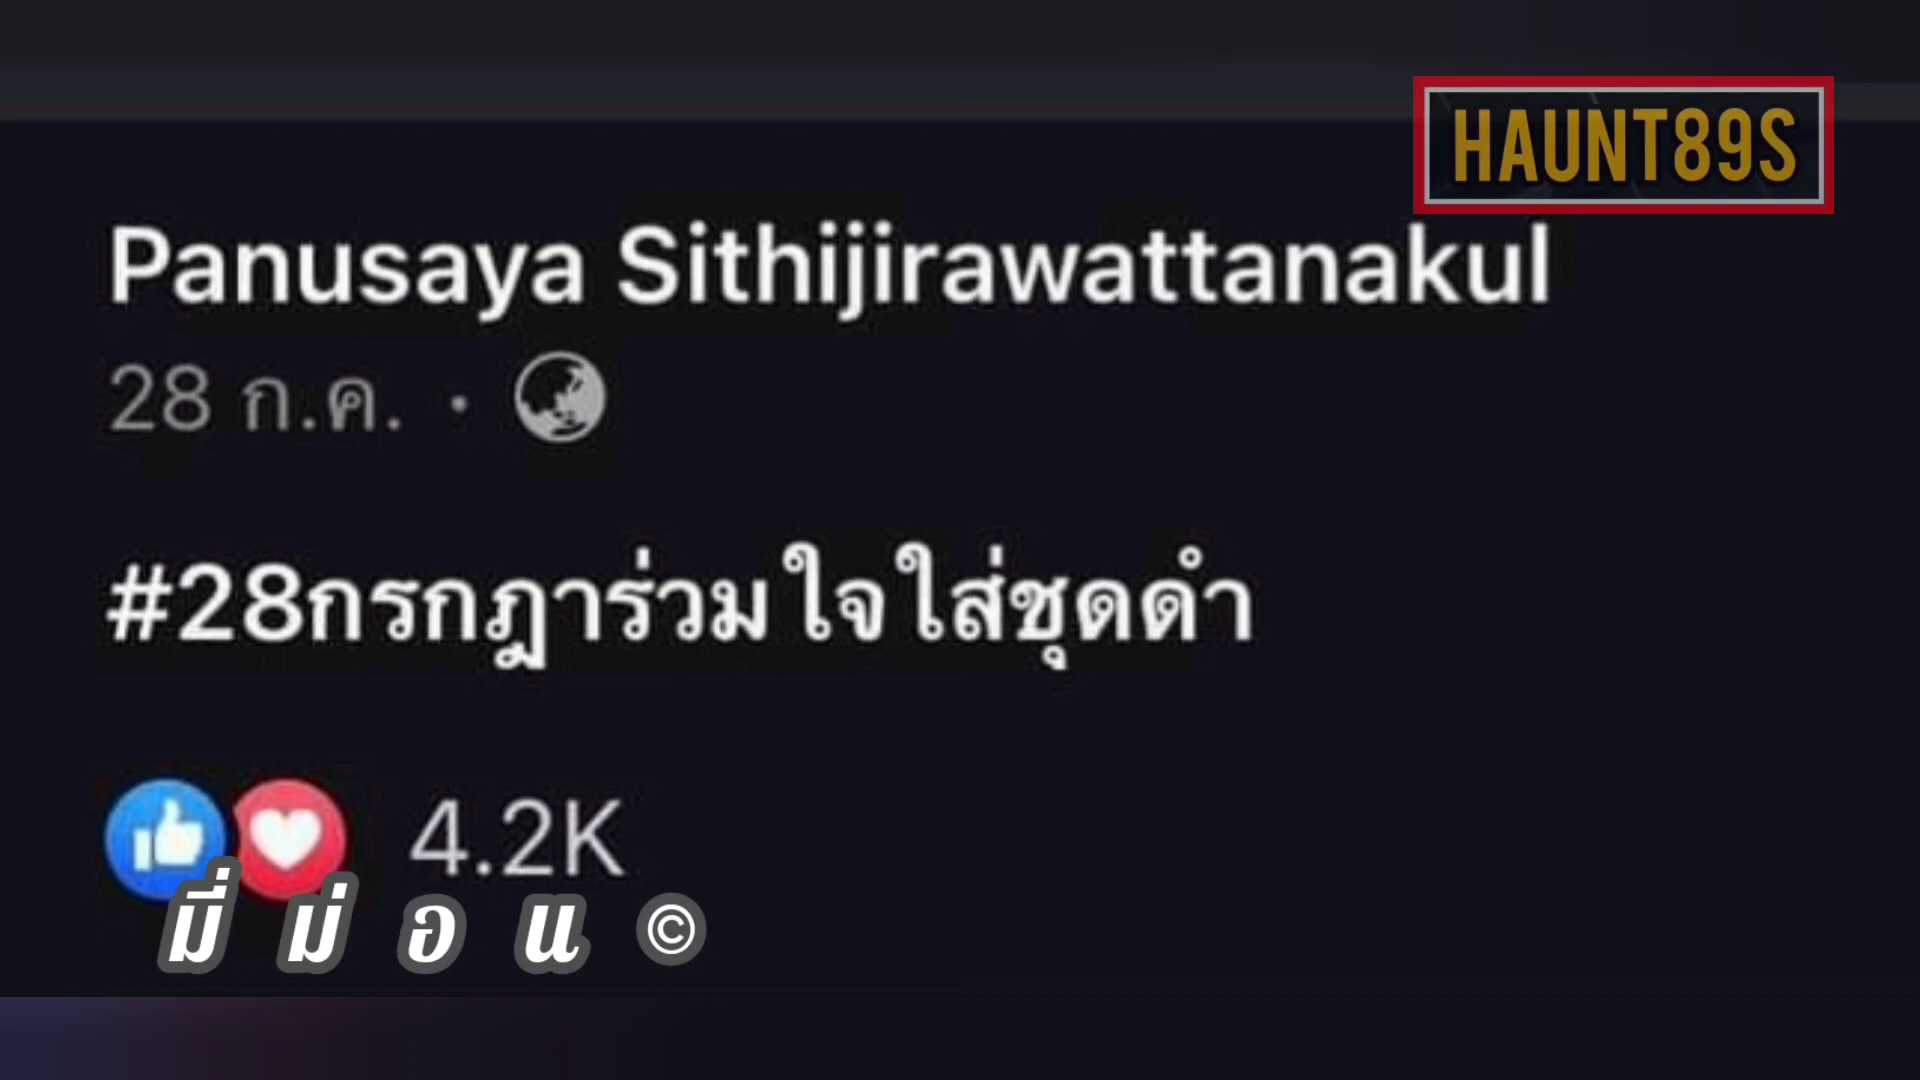 HAUNT89S
Panusaya Sithijirawattanakul
28 ก.ค. ·
#28กรกฎาร่วมใจใส่ชุดดำ
4.2K
มี่ ม่ อ น ©